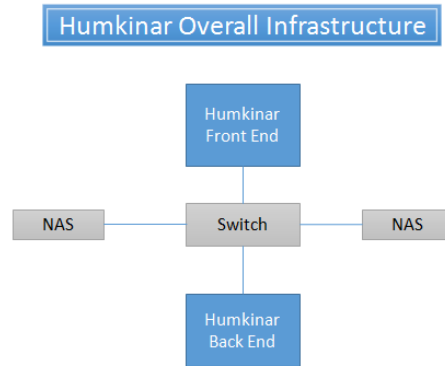 Humkinar Overall Infrastructure
Humkinar
Front End
NAS
Switch
NAS
Humkinar
Back End